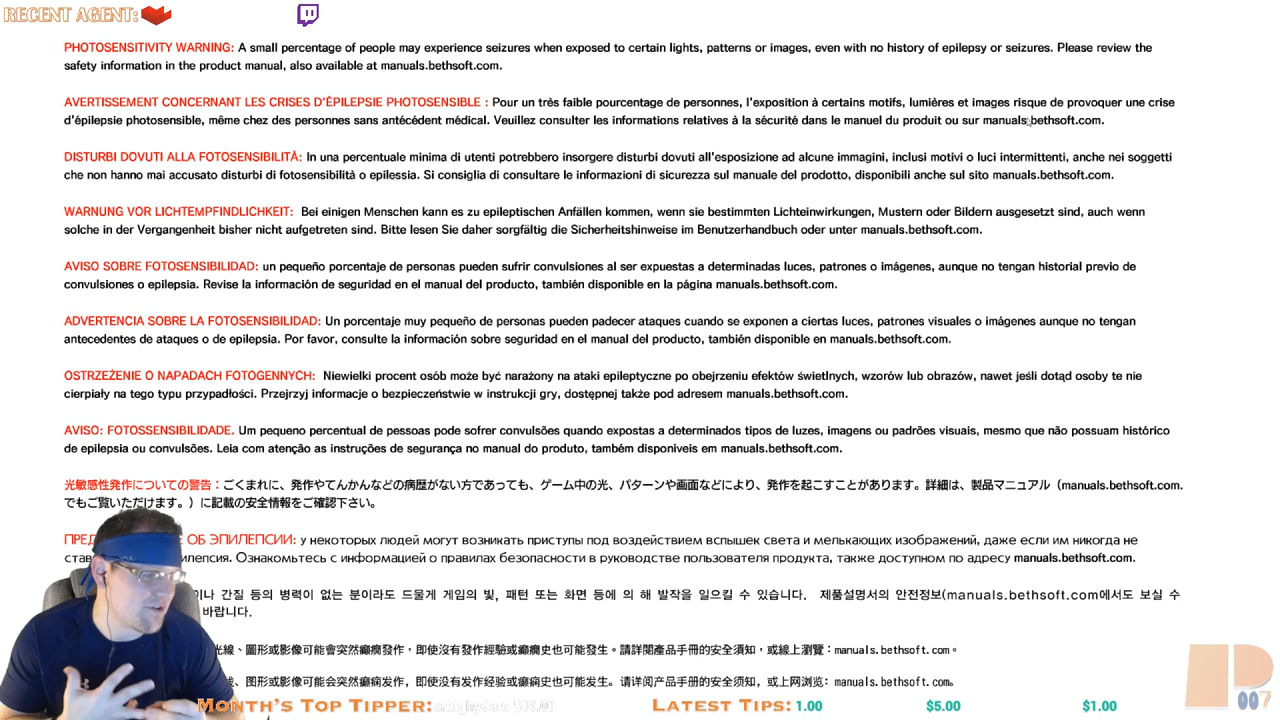 RECENT AGENT:
PHOTOSENSITIVITY WARNING: A small percentage of people may experience seizures when exposed to certain lights, patterns or images, even with no history of epilepsy or seizures. Please review the
safety information in the product manual, also available at manuals.bethsoft.com.
AVERTISSEMENT CONCERNANT LES CRISES D'ÉPILEPSIE PHOTOSENSIBLE : Pour un très faible pourcentage de personnes, l'exposition à certains motifs, lumières et images risque de provoquer une crise
d'épilepsie photosensible, même chez des personnes sans antécédent médical. Veuillez consulter les informations relatives à la sécurité dans le manuel du produit ou sur manuals.bethsoft.com.
DISTURBI DOVUTI ALLA FOTOSENSIBILITÀ: In una percentuale minima di utenti potrebbero insorgere disturbi dovuti all'esposizione ad alcune immagini, inclusi motivi o luci intermittenti, anche nei soggetti
che non hanno mai accusato disturbi di fotosensibilità o epilessia. Si consiglia di consultare le informazioni di sicurezza sul manuale del prodotto, disponibili anche sul sito manuals.bethsoft.com.
WARNUNG VOR LICHTEMPFINDLICHKEIT: Bei einigen Menschen kann es zu epileptischen Anfällen kommen, wenn sie bestimmten Lichteinwirkungen, Mustern oder Bildern ausgesetzt sind, auch wenn
solche in der Vergangenheit bisher nicht aufgetreten sind. Bitte lesen Sie daher sorgfältig die Sicherheitshinweise im Benutzerhandbuch oder unter manuals.bethsoft.com.
AVISO SOBRE FOTOSENSIBILIDAD: un pequeño porcentaje de personas pueden sufrir convulsiones al ser expuestas a determinadas luces, patrones o imágenes, aunque no tengan historial previo de
convulsiones o epilepsia. Revise la información de seguridad en el manual del producto, también disponible en la página manuals.bethsoft.com.
ADVERTENCIA SOBRE LA FOTOSENSIBILIDAD: Un porcentaje muy pequeño de personas pueden padecer ataques cuando se exponen a ciertas luces, patrones visuales o imágenes aunque no tengan
antecedentes de ataques o de epilepsia. Por favor, consulte la información sobre seguridad en el manual del producto, también disponible en manuals.bethsoft.com.
OSTRZEŻENIE O NAPADACH FOTOGENNYCH: Niewielki procent osób może być narażony na ataki epileptyczne po obejrzeniu efektów świetlnych, wzorów lub obrazów, nawet jeśli dotąd osoby te nie
cierpiały na tego typu przypadłości. Przejrzyj informacje o bezpieczeństwie w instrukcji gry, dostępnej także pod adresem manuals.bethsoft.com.
AVISO: FOTOSSENSIBILIDADE. Um pequeno percentual de pessoas pode sofrer convulsões quando expostas a determinados tipos de luzes, imagens ou padrões visuais, mesmo que não possuam histórico
de epilepsia ou convulsões. Leia com atenção as instruções de segurança no manual do produto, também disponíveis em manuals.bethsoft.com.
光敏感性発作についての警告：ごくまれに、発作やてんかんなどの病歴がない方であっても、ゲーム中の光、パターンや画面などにより、発作を起こすことがあります。詳細は、製品マニュアル（manuals.bethsoft.com.
でもご覧いただけます。）に記載の安全情報をご確認下さい。
ПРЕД ОБ ЭПИЛЕПСИИ: у некоторых людей могут возникать приступы под воздействием вспышек света и мелькающих изображений, даже если им никогда не
став илепсия. Ознакомьтесь с информацией о правилах безопасности в руководстве пользователя продукта, также доступном по адресу manuals.bethsoft.com.
이나 간질 등의 병력이 없는 분이라도 드물게 게임의 빛, 패턴 또는 화면 등에 의 해 발작을 일으킬 수 있습니다. 제품설명서의 안전정보(manuals.bethsoft.com에서도 보실 수
바랍니다.
光線、圖形或影像可能會突然癲癇發作，即使沒有發作經驗或癲癇史也可能發生。請詳閱產品手冊的安全須知，或線上瀏覽：manuals.bethsoft.com。
线、图形或影像可能会突然癫痫发作，即使没有发作经验或癫痫史也可能发生。请详阅产品手册的安全须知，或上网浏览: manuals.bethsoft.com。
MONTH'S TOP TIPPER: LATEST TIPS: 1.00 $5.00 $1.00
007